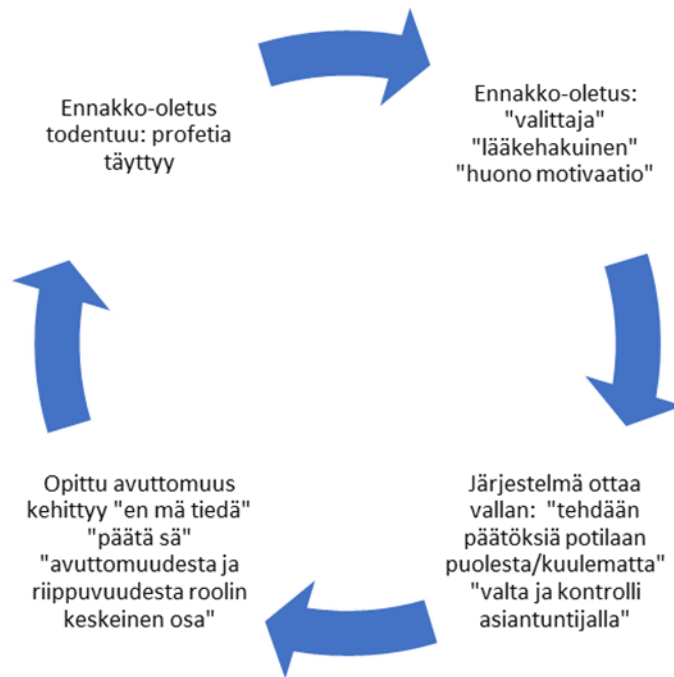 Ennakko-oletus
todentuu: profetia
täyttyy
Ennakko-oletus:
"valittaja"
"lääkehakuinen"
"huono motivaatio"
Järjestelmä ottaa
vallan:  "tehdään
päätöksiä potilaan
puolesta/kuulematta"
"valta ja kontrolli
asiantuntijalla"
Opittu avuttomuus
kehittyy "en mä tiedä"
"päätä sä"
"avuttomuudesta ja
riippuvuudesta roolin
keskeinen osa"